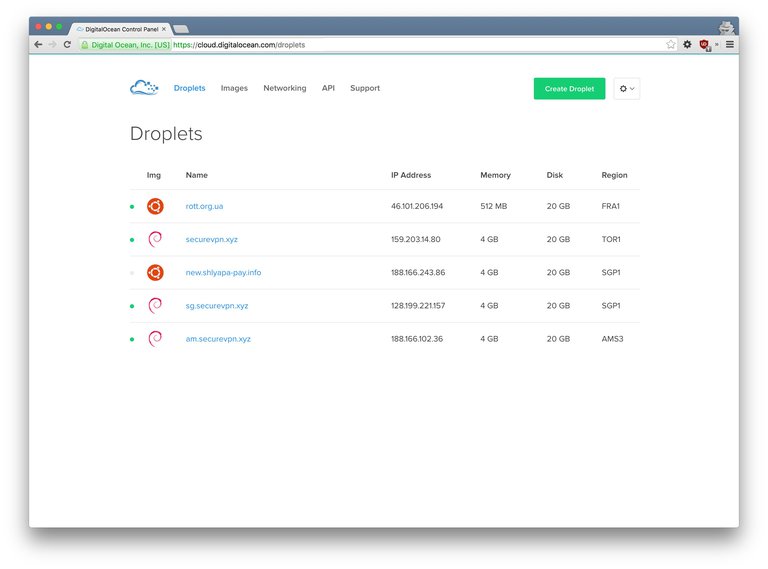 DigitalOcean Control Panel
Digital Ocean, Inc. [US] https://cloud.digitalocean.com/droplets
Droplets Images Networking API Support Create Droplet
Droplets
Img Name IP Address Memory Disk Region
rott.org.ua 46.101.206.194 512 MB 20 GB FRA1
securevpn.xyz 159.203.14.80 4 GB 20 GB TOR1
new.shlyapa-pay.info 188.166.243.86 4 GB 20 GB SGP1
sg.securevpn.xyz 128.199.221.157 4 GB 20 GB SGP1
am.securevpn.xyz 188.166.102.36 4 GB 20 GB AMS3